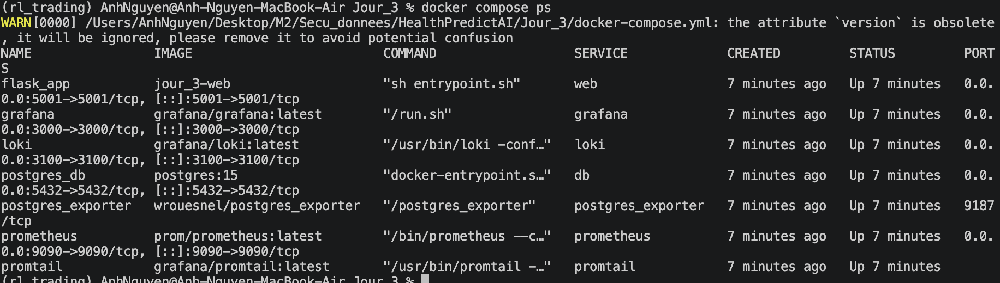 (rl_trading) AnhNguyen@Anh-Nguyen-MacBook-Air Jour_3 % docker compose ps
WARN[0000] /Users/AnhNguyen/Desktop/M2/Secu_donnees/HealthPredictAI/Jour_3/docker-compose.yml: the attribute `version` is obsolete
, it will be ignored, please remove it to avoid potential confusion
NAME IMAGE COMMAND SERVICE CREATED STATUS PORT
S
flask_app jour_3-web "sh entrypoint.sh" web 7 minutes ago Up 7 minutes 0.0.
0.0:5001->5001/tcp, [::]:5001->5001/tcp
grafana grafana/grafana:latest "/run.sh" grafana 7 minutes ago Up 7 minutes 0.0.
0.0:3000->3000/tcp, [::]:3000->3000/tcp
loki grafana/loki:latest "/usr/bin/loki -conf…" loki 7 minutes ago Up 7 minutes 0.0.
0.0:3100->3100/tcp, [::]:3100->3100/tcp
postgres_db postgres:15 "docker-entrypoint.s…" db 7 minutes ago Up 7 minutes 0.0.
0.0:5432->5432/tcp, [::]:5432->5432/tcp
postgres_exporter wrouesnel/postgres_exporter "/postgres_exporter" postgres_exporter 7 minutes ago Up 7 minutes 9187
/tcp
prometheus prom/prometheus:latest "/bin/prometheus --c…" prometheus 7 minutes ago Up 7 minutes 0.0.
0.0:9090->9090/tcp, [::]:9090->9090/tcp
promtail grafana/promtail:latest "/usr/bin/promtail -…" promtail 7 minutes ago Up 7 minutes
(rl_trading) AnhNguyen@Anh-Nguyen-MacBook-Air Jour_3 %